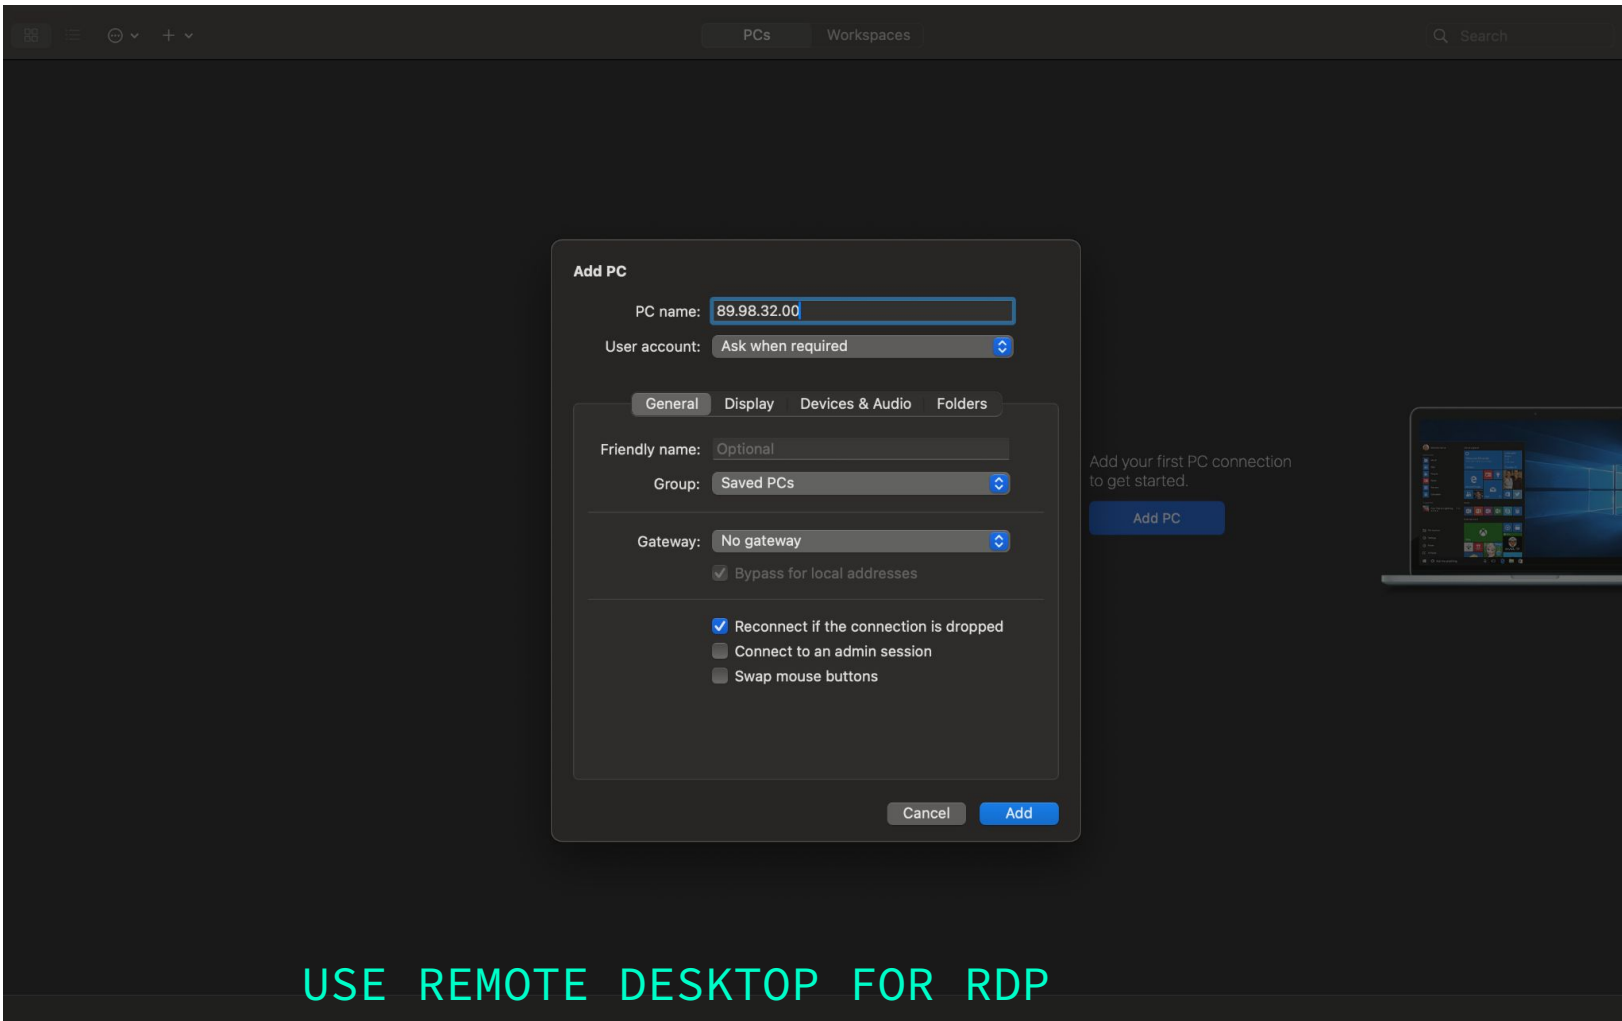 PCs Workspaces Search
Add PC
PC name: 89.98.32.00
User account: Ask when required
General Display Devices & Audio Folders
Friendly name: Optional
Group: Saved PCs
Gateway: No gateway
Bypass for local addresses
Reconnect if the connection is dropped
Connect to an admin session
Swap mouse buttons
Cancel Add
Add your first PC connection
to get started.
Add PC
USE REMOTE DESKTOP FOR RDP